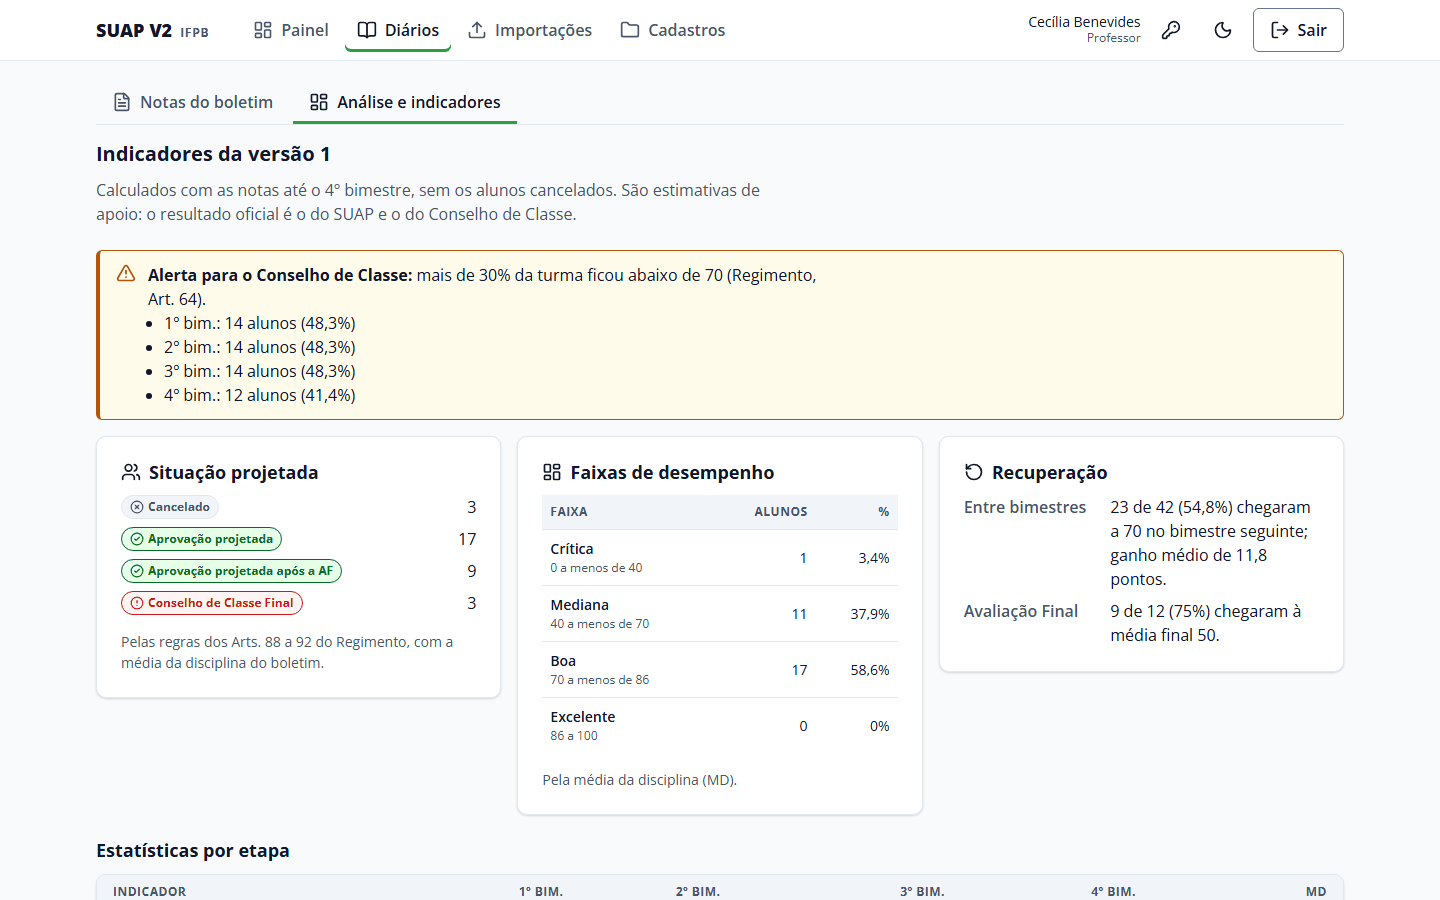 SUAP V2 IFPB
Painel
Diários
Importações
Cadastros
Cecília Benevides
Professor
Sair
Notas do boletim
Análise e indicadores
Indicadores da versão 1
Calculados com as notas até o 4º bimestre, sem os alunos cancelados. São estimativas de
apoio: o resultado oficial é o do SUAP e o do Conselho de Classe.
Alerta para o Conselho de Classe: mais de 30% da turma ficou abaixo de 70 (Regimento,
Art. 64).
• 1º bim.: 14 alunos (48,3%)
• 2º bim.: 14 alunos (48,3%)
• 3º bim.: 14 alunos (48,3%)
• 4º bim.: 12 alunos (41,4%)
Situação projetada
Cancelado 3
Aprovação projetada 17
Aprovação projetada após a AF 9
Conselho de Classe Final 3
Pelas regras dos Arts. 88 a 92 do Regimento, com a
média da disciplina do boletim.
Faixas de desempenho
FAIXA ALUNOS %
Crítica
0 a menos de 40
1 3,4%
Mediana
40 a menos de 70
11 37,9%
Boa
70 a menos de 86
17 58,6%
Excelente
86 a 100
0 0%
Pela média da disciplina (MD).
Recuperação
Entre bimestres
23 de 42 (54,8%) chegaram
a 70 no bimestre seguinte;
ganho médio de 11,8
pontos.
Avaliação Final
9 de 12 (75%) chegaram à
média final 50.
Estatísticas por etapa
INDICADOR 1º BIM. 2º BIM. 3º BIM. 4º BIM. MD